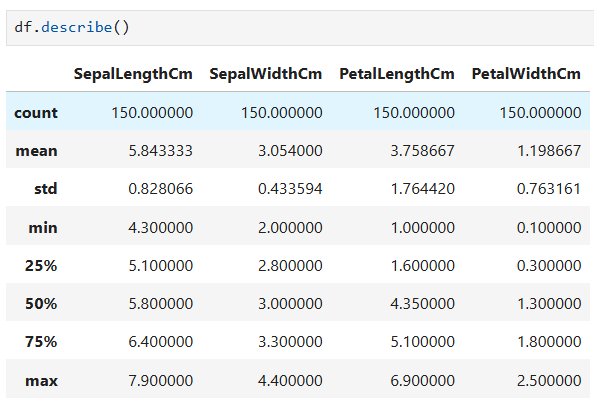 df.describe()
SepalLengthCm SepalWidthCm PetalLengthCm PetalWidthCm
count 150.000000 150.000000 150.000000 150.000000
mean 5.843333 3.054000 3.758667 1.198667
std 0.828066 0.433594 1.764420 0.763161
min 4.300000 2.000000 1.000000 0.100000
25% 5.100000 2.800000 1.600000 0.300000
50% 5.800000 3.000000 4.350000 1.300000
75% 6.400000 3.300000 5.100000 1.800000
max 7.900000 4.400000 6.900000 2.500000